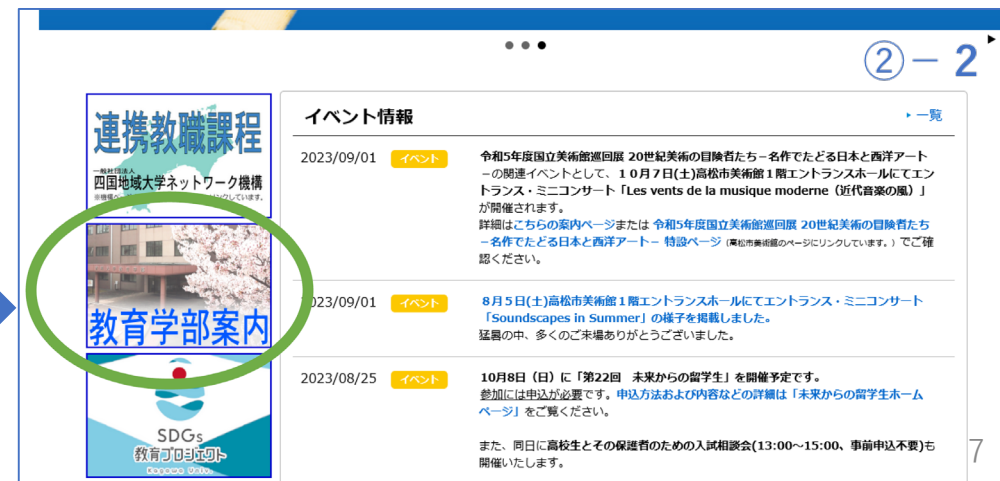 ②－2
連携教職課程
一般社団法人
四国地域大学ネットワーク機構
教育学部案内
SDGs
教育プロジェクト
Kagawa Univ.
イベント情報
一覧
2023/09/01 イベント
令和5年度国立美術館巡回展 20世紀美術の冒険者たち－名作でたどる日本と西洋アート
－の関連イベントとして、１０月７日(土)高松市美術館１階エントランスホールにてエン
トランス・ミニコンサート「Les vents de la musique moderne（近代音楽の風）」
が開催されます。
詳細はこちらの案内ページまたは 令和5年度国立美術館巡回展 20世紀美術の冒険者たち
－名作でたどる日本と西洋アート－ 特設ページ（高松市美術館のページにリンクしています。）でご確
認ください。
2023/09/01 イベント
８月５日(土)高松市美術館１階エントランスホールにてエントランス・ミニコンサート
「Soundscapes in Summer」の様子を掲載しました。
猛暑の中、多くのご来場ありがとうございました。
2023/08/25 イベント
10月8日（日）に「第22回　未来からの留学生」を開催予定です。
参加には申込が必要です。申込方法および内容などの詳細は「未来からの留学生ホーム
ページ」をご覧ください。
また、同日に高校生とその保護者のための入試相談会(13:00～15:00、事前申込不要)も
開催いたします。
7